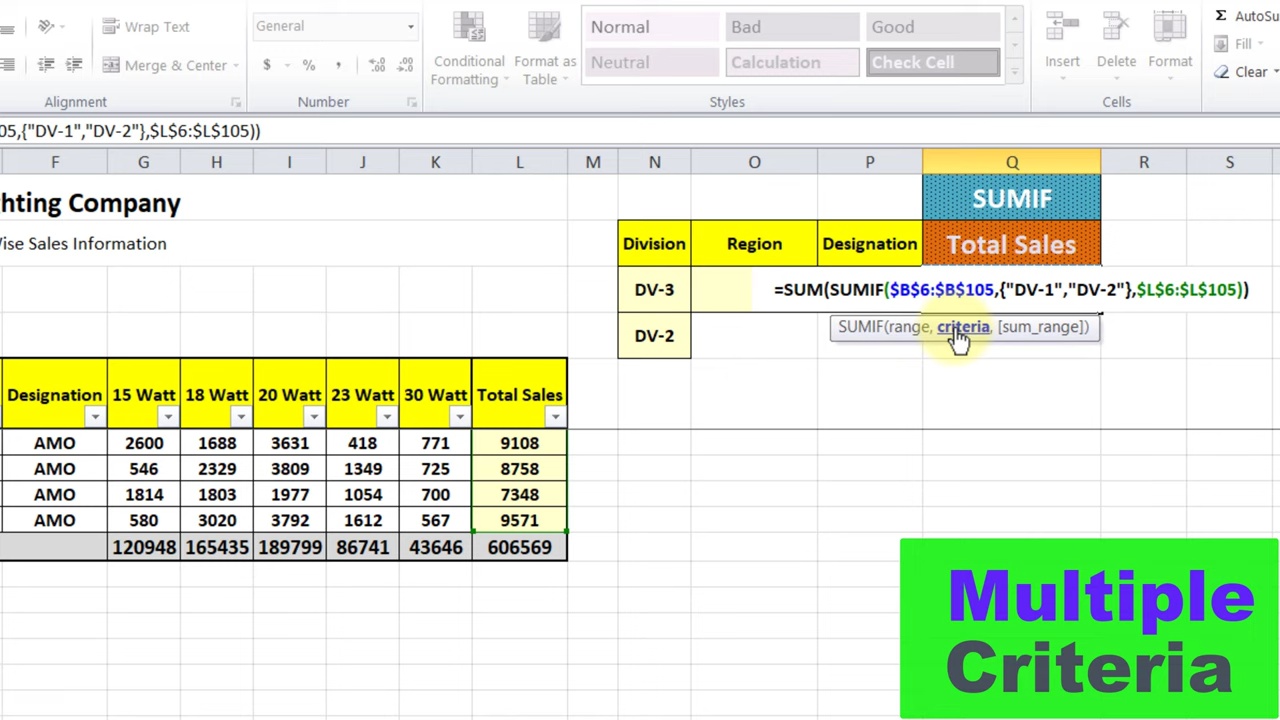 Wrap Text
General
AutoSu
Merge & Center
$ % ,
Conditional Formatting
Format as Table
Normal
Bad
Good
Neutral
Calculation
Check Cell
Insert
Delete
Format
Fill
Clear
Alignment
Number
Styles
Cells
05,{"DV-1","DV-2"},$L$6:$L$105))
F G H I J K L M N O P Q R S
hting Company
SUMIF
Wise Sales Information
Division Region Designation Total Sales
DV-3 =SUM(SUMIF($B$6:$B$105,{"DV-1","DV-2"},$L$6:$L$105))
SUMIF(range, criteria, [sum_range])
DV-2
Designation 15 Watt 18 Watt 20 Watt 23 Watt 30 Watt Total Sales
AMO 2600 1688 3631 418 771 9108
AMO 546 2329 3809 1349 725 8758
AMO 1814 1803 1977 1054 700 7348
AMO 580 3020 3792 1612 567 9571
120948 165435 189799 86741 43646 606569
Multiple
Criteria